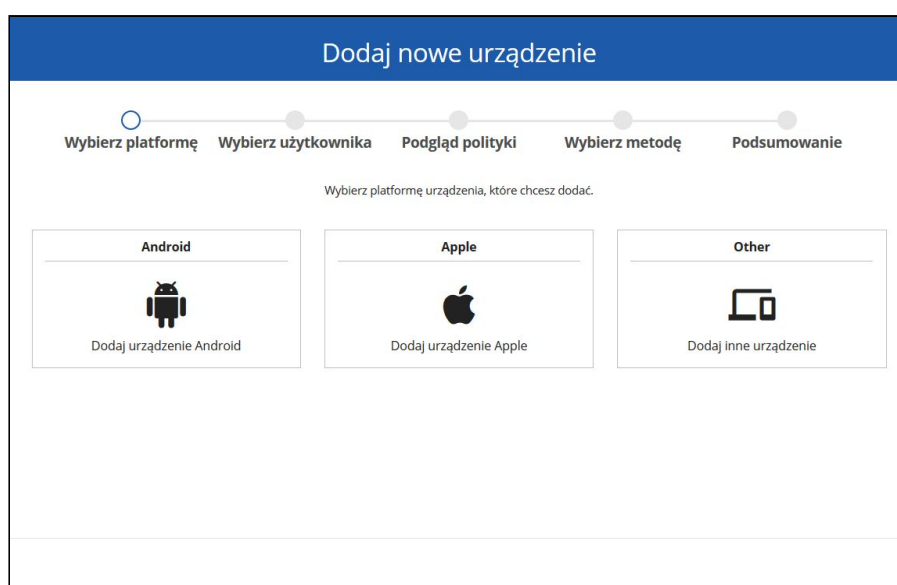 Dodaj nowe urządzenie
Wybierz platformę Wybierz użytkownika Podgląd polityki Wybierz metodę Podsumowanie
Wybierz platformę urządzenia, które chcesz dodać.
Android Apple Other
Dodaj urządzenie Android Dodaj urządzenie Apple Dodaj inne urządzenie